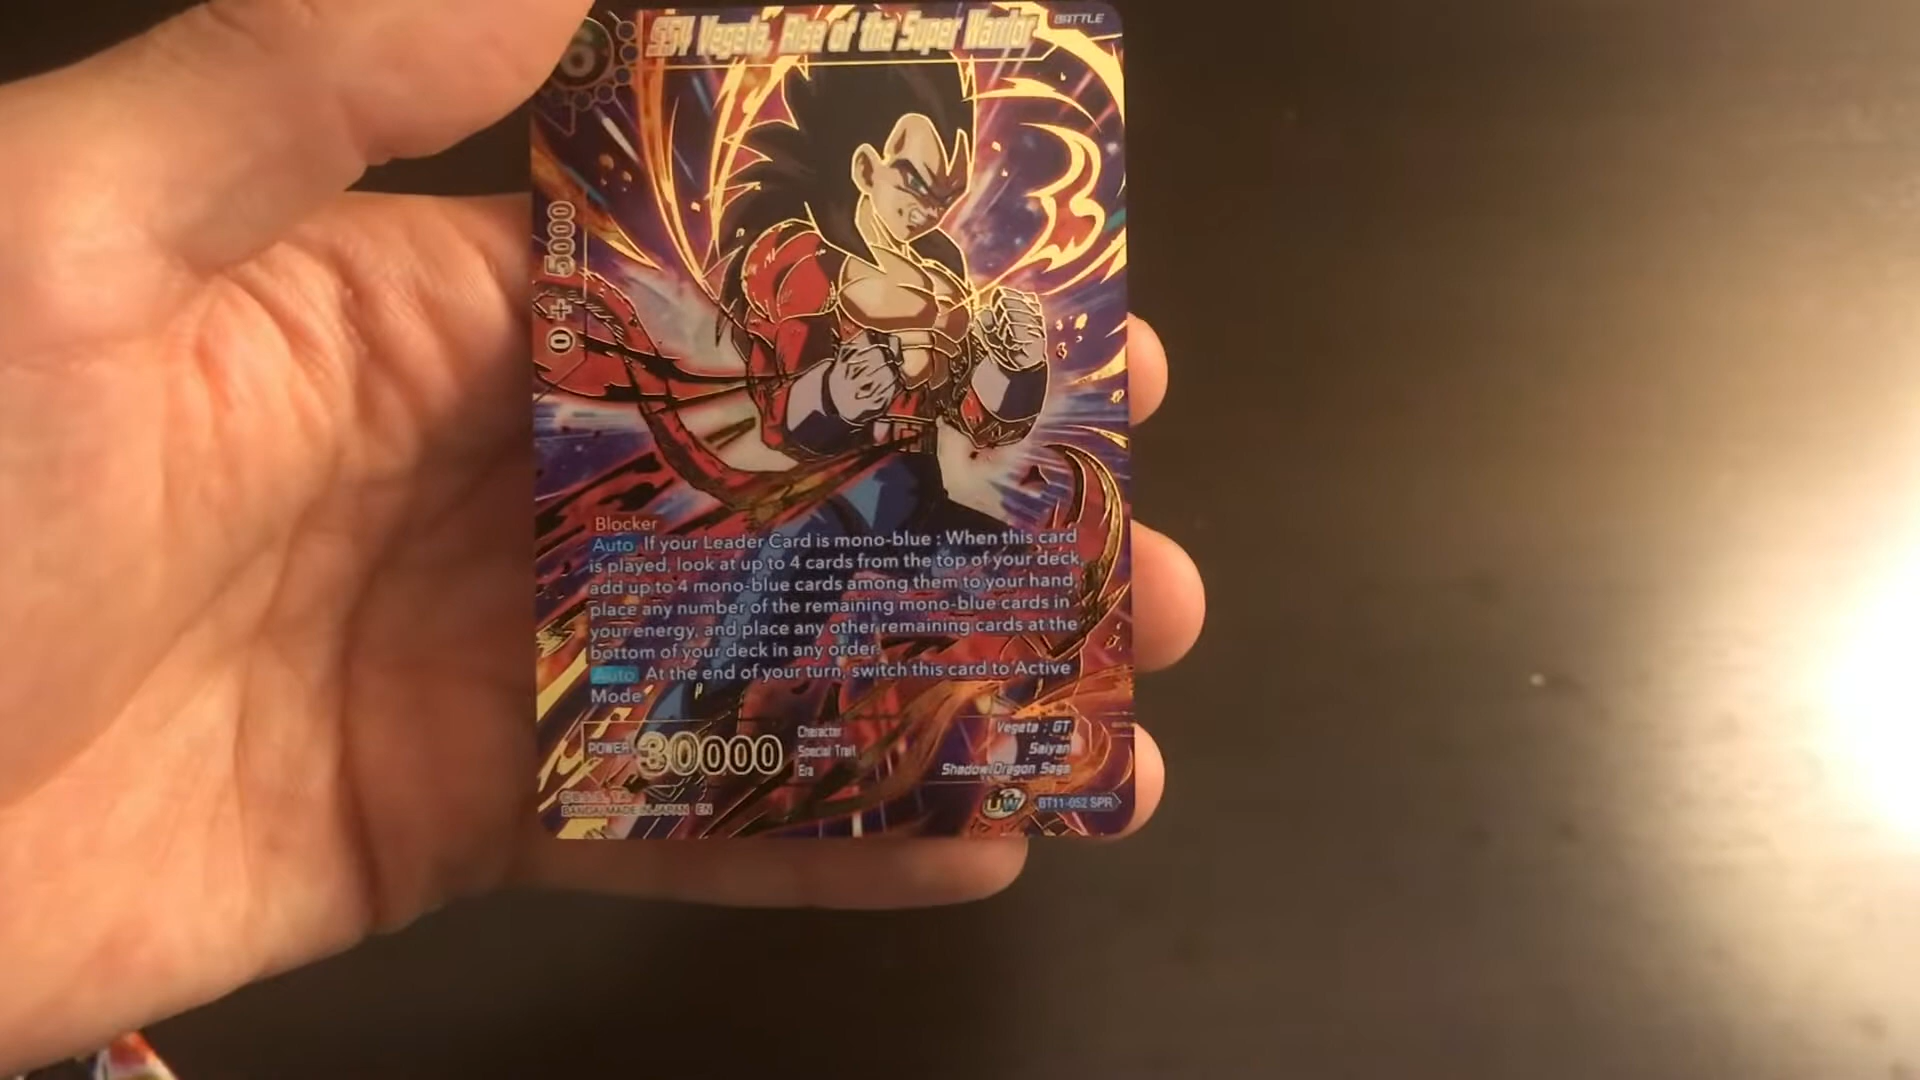 BATTLE
6
SS4 Vegeta, Rise of the Super Warrior
0 + 5000
Blocker
Auto If your Leader Card is mono-blue : When this card
is played, look at up to 4 cards from the top of your deck,
add up to 4 mono-blue cards among them to your hand,
place any number of the remaining mono-blue cards in
your energy, and place any other remaining cards at the
bottom of your deck in any order.
Auto At the end of your turn, switch this card to Active
Mode
POWER 30000
Character Vegeta : GT
Special Trait Saiyan
Era Shadow Dragon Saga
BANDAI MADE IN JAPAN EN
UW BT11-052 SPR